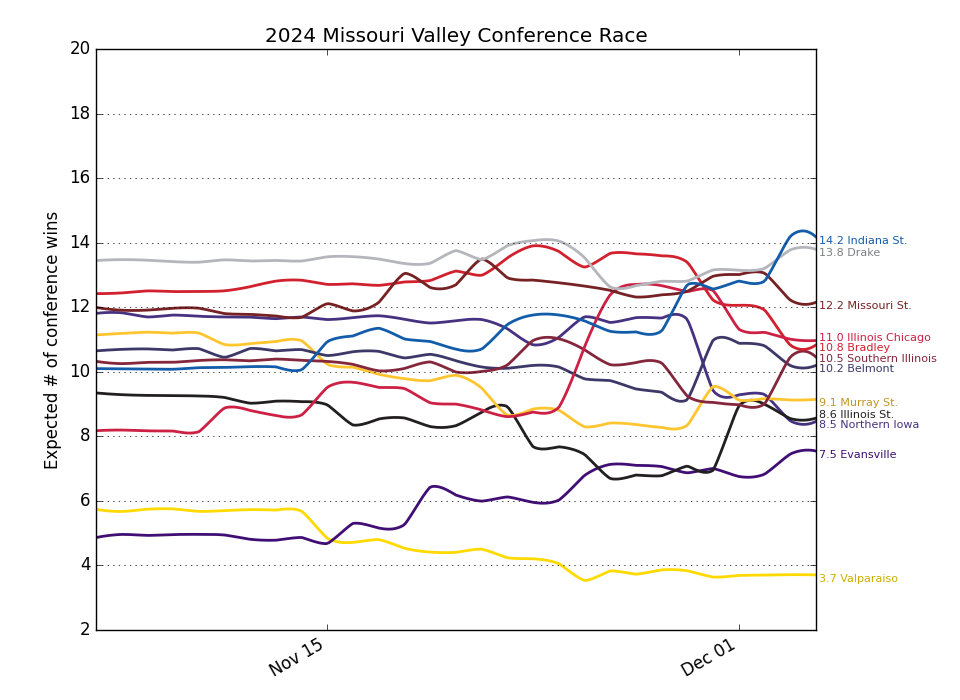 2024 Missouri Valley Conference Race
Expected # of conference wins
20
18
16
14
12
10
8
6
4
2
Nov 15
Dec 01
14.2 Indiana St.
13.8 Drake
12.2 Missouri St.
11.0 Illinois Chicago
10.8 Bradley
10.5 Southern Illinois
10.2 Belmont
9.1 Murray St.
8.6 Illinois St.
8.5 Northern Iowa
7.5 Evansville
3.7 Valparaiso